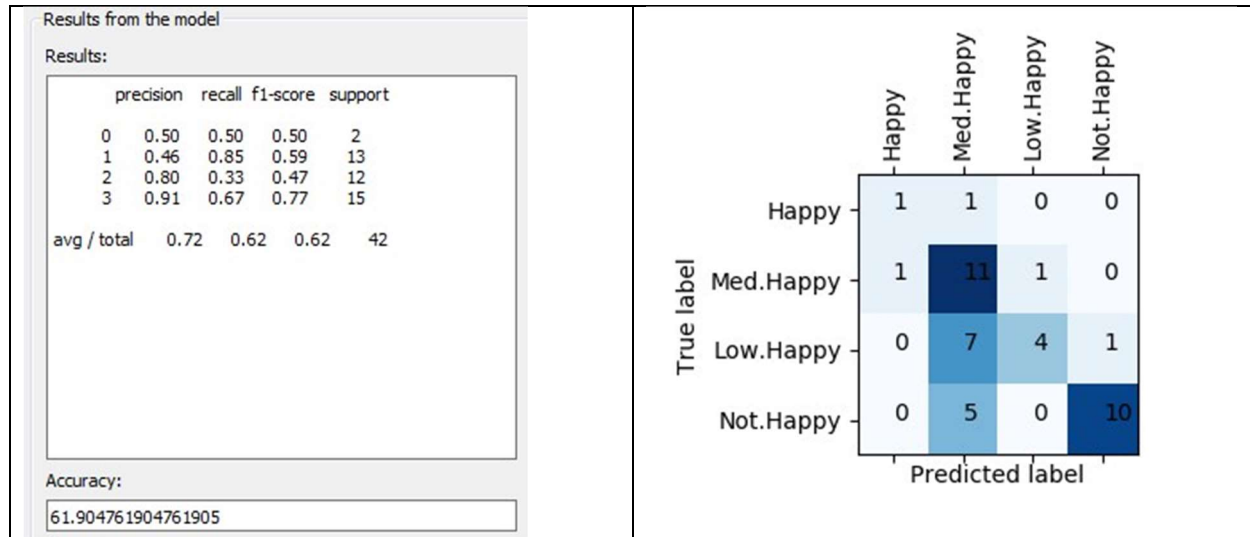 Results from the model
Results:
precision recall f1-score support
0 0.50 0.50 0.50 2
1 0.46 0.85 0.59 13
2 0.80 0.33 0.47 12
3 0.91 0.67 0.77 15
avg / total 0.72 0.62 0.62 42
Accuracy:
61.904761904761905
Happy Med.Happy Low.Happy Not.Happy
True label
Happy 1 1 0 0
Med.Happy 1 11 1 0
Low.Happy 0 7 4 1
Not.Happy 0 5 0 10
Predicted label